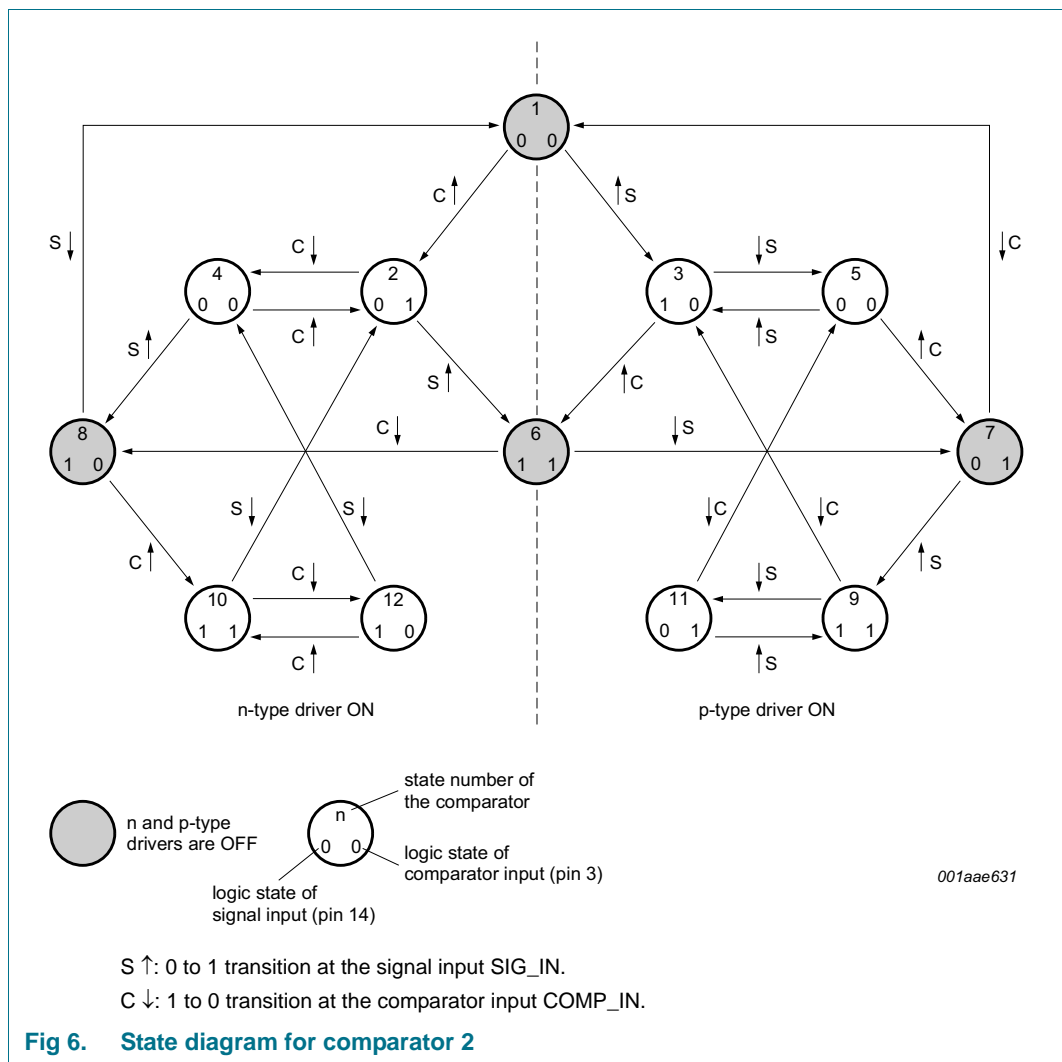 1
0 0
C ↑
↑ S
S ↓
C ↓
↓ S
↓ C
4
0 0
2
0 1
3
1 0
5
0 0
C ↑
↑ S
S ↑
S ↑
↑ C
↑ C
8
1 0
C ↓
6
1 1
↓ S
7
0 1
S ↓
S ↓
↓ C
↓ C
C ↑
↑ S
10
1 1
C ↓
12
1 0
11
0 1
↓ S
9
1 1
C ↑
↑ S
n-type driver ON
p-type driver ON
n and p-type
drivers are OFF
n
0 0
state number of
the comparator
logic state of
comparator input (pin 3)
logic state of
signal input (pin 14)
001aae631
S ↑: 0 to 1 transition at the signal input SIG_IN.
C ↓: 1 to 0 transition at the comparator input COMP_IN.
Fig 6. State diagram for comparator 2